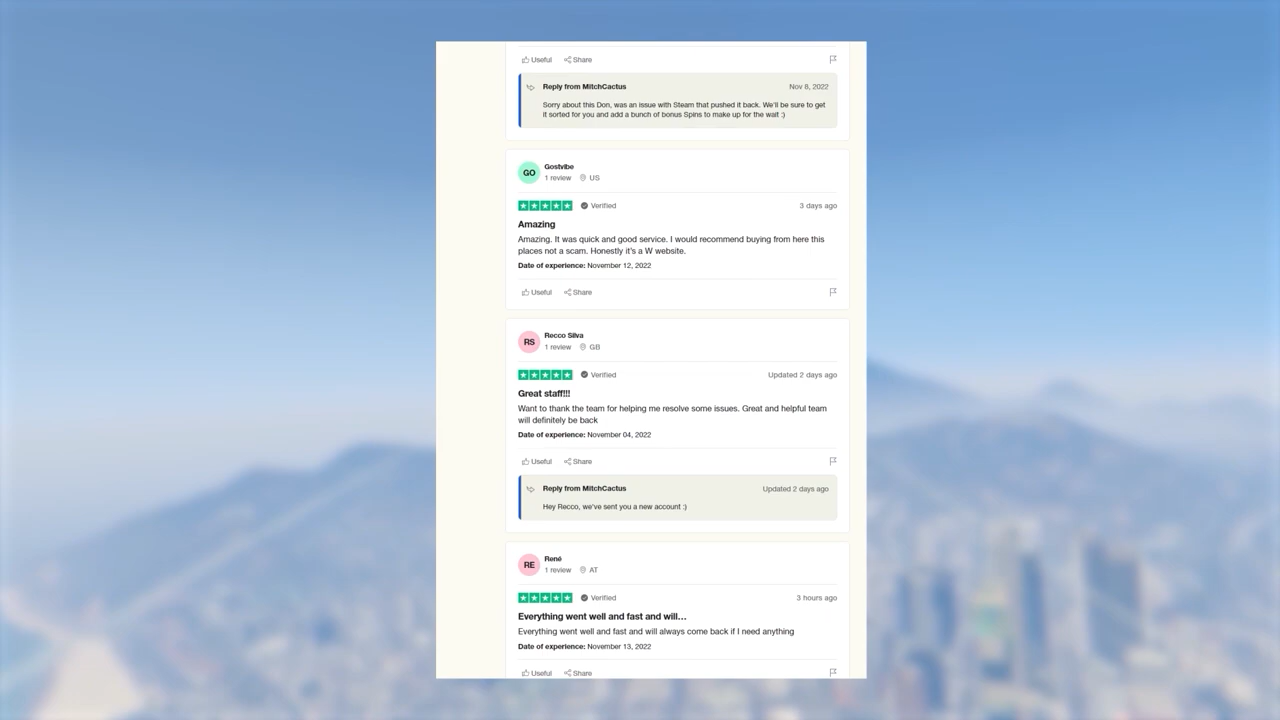 Useful Share
Reply from MitchCactus Nov 8, 2022
Sorry about this Don, was an issue with Steam that pushed it back. We'll be sure to get
it sorted for you and add a bunch of bonus Spins to make up for the wait :)
GO Gostvibe
1 review US
Verified 3 days ago
Amazing
Amazing. It was quick and good service. I would recommend buying from here this
places not a scam. Honestly it's a W website.
Date of experience: November 12, 2022
Useful Share
RS Recco Silva
1 review GB
Verified Updated 2 days ago
Great staff!!!
Want to thank the team for helping me resolve some issues. Great and helpful team
will definitely be back
Date of experience: November 04, 2022
Useful Share
Reply from MitchCactus Updated 2 days ago
Hey Recco, we've sent you a new account :)
RE René
1 review AT
Verified 3 hours ago
Everything went well and fast and will...
Everything went well and fast and will always come back if I need anything
Date of experience: November 13, 2022
Useful Share